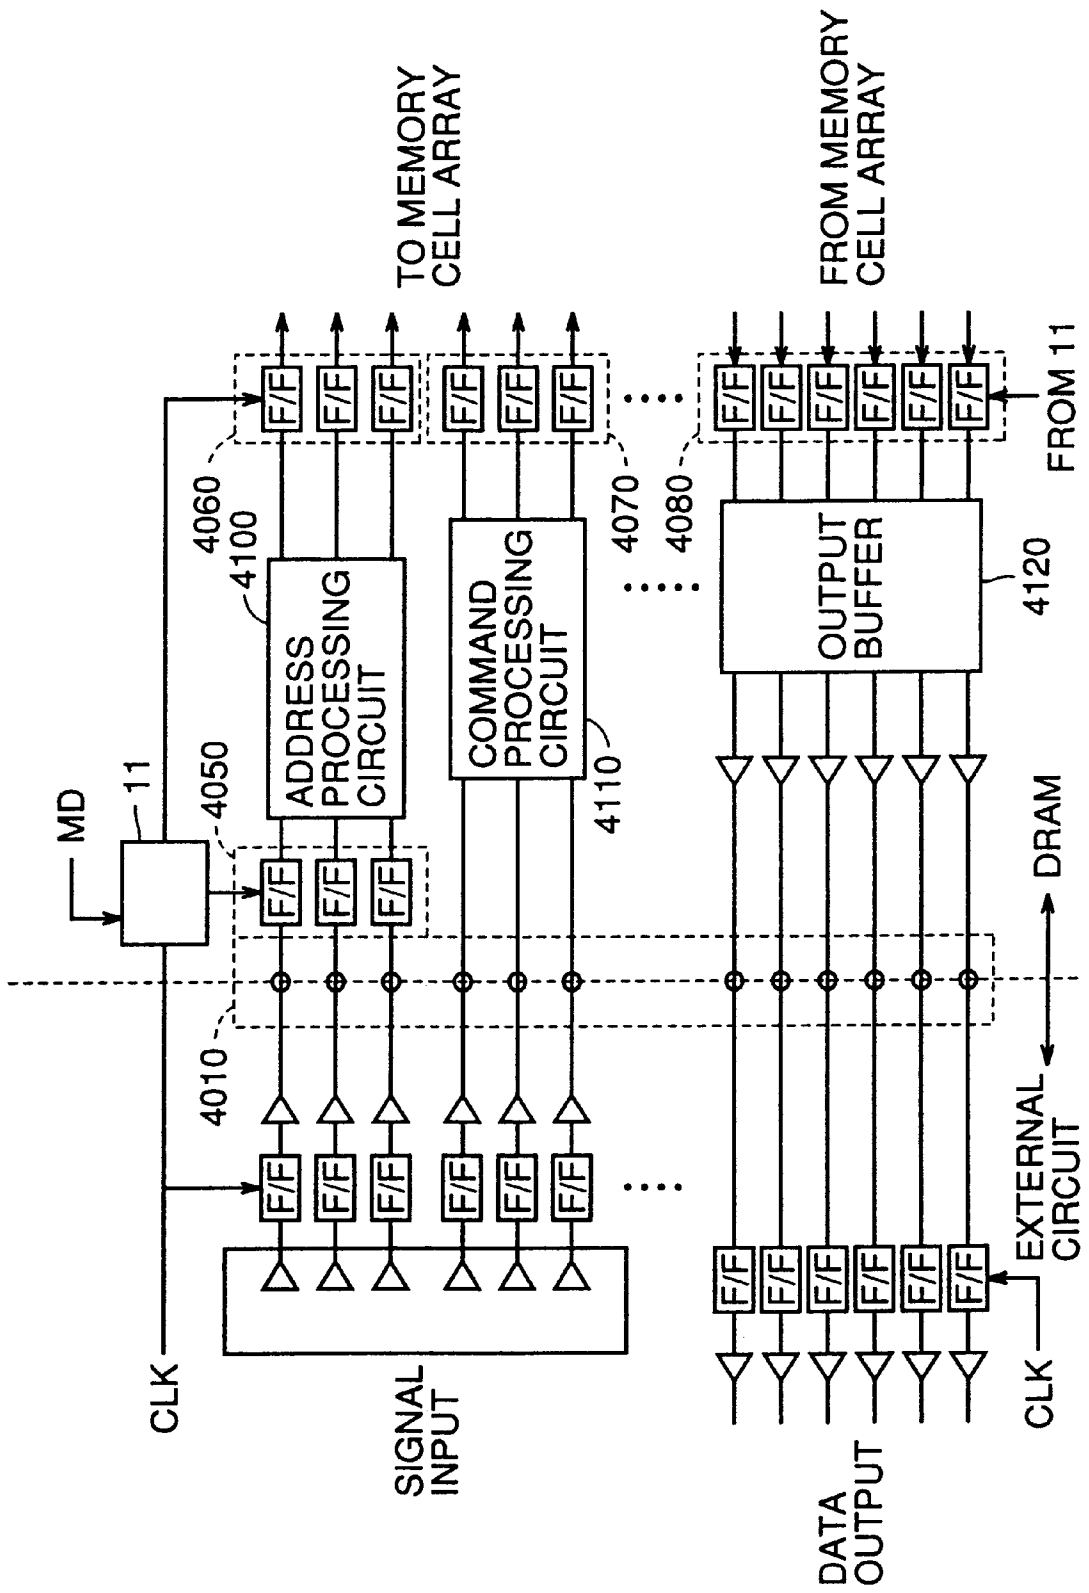 MD
11
CLK
4050
4060
4100
4010
SIGNAL
INPUT
F/F
F/F
F/F
F/F
F/F
F/F
F/F
F/F
F/F
ADDRESS
PROCESSING
CIRCUIT
F/F
F/F
F/F
TO MEMORY
CELL ARRAY
COMMAND
PROCESSING
CIRCUIT
4110
F/F
F/F
F/F
4070
4080
DATA
OUTPUT
F/F
F/F
F/F
F/F
F/F
F/F
OUTPUT
BUFFER
4120
F/F
F/F
F/F
F/F
F/F
F/F
FROM MEMORY
CELL ARRAY
CLK
EXTERNAL
CIRCUIT
DRAM
FROM 11